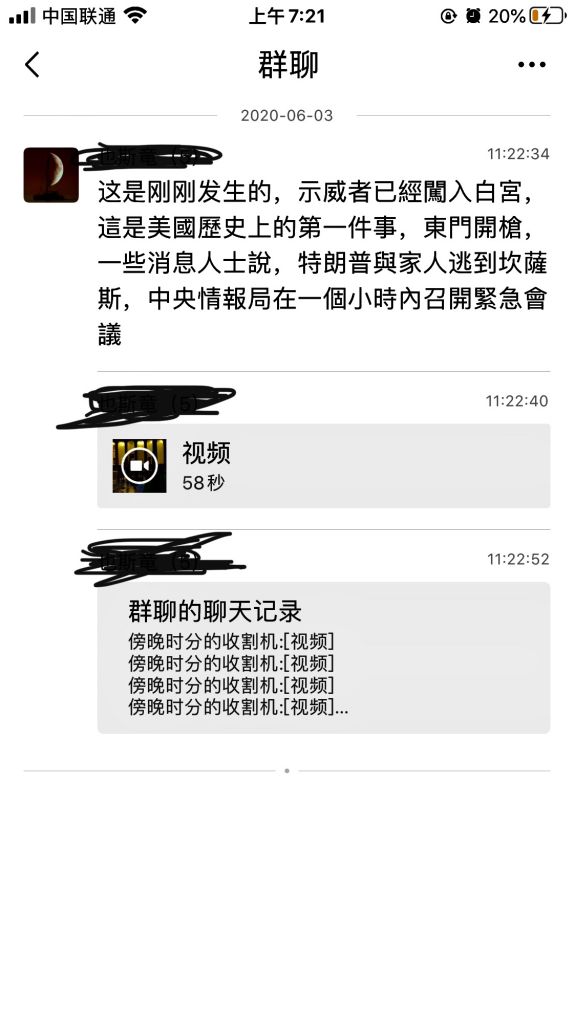 中国联通
上午7:21
20%
群聊
2020-06-03
11:22:34
这是刚刚发生的，示威者已經闖入白宮，
這是美國歷史上的第一件事，東門開槍，
一些消息人士說，特朗普與家人逃到坎薩
斯，中央情報局在一個小時內召開緊急會
議
11:22:40
视频
58秒
11:22:52
群聊的聊天记录
傍晚时分的收割机:[视频]
傍晚时分的收割机:[视频]
傍晚时分的收割机:[视频]
傍晚时分的收割机:[视频]...